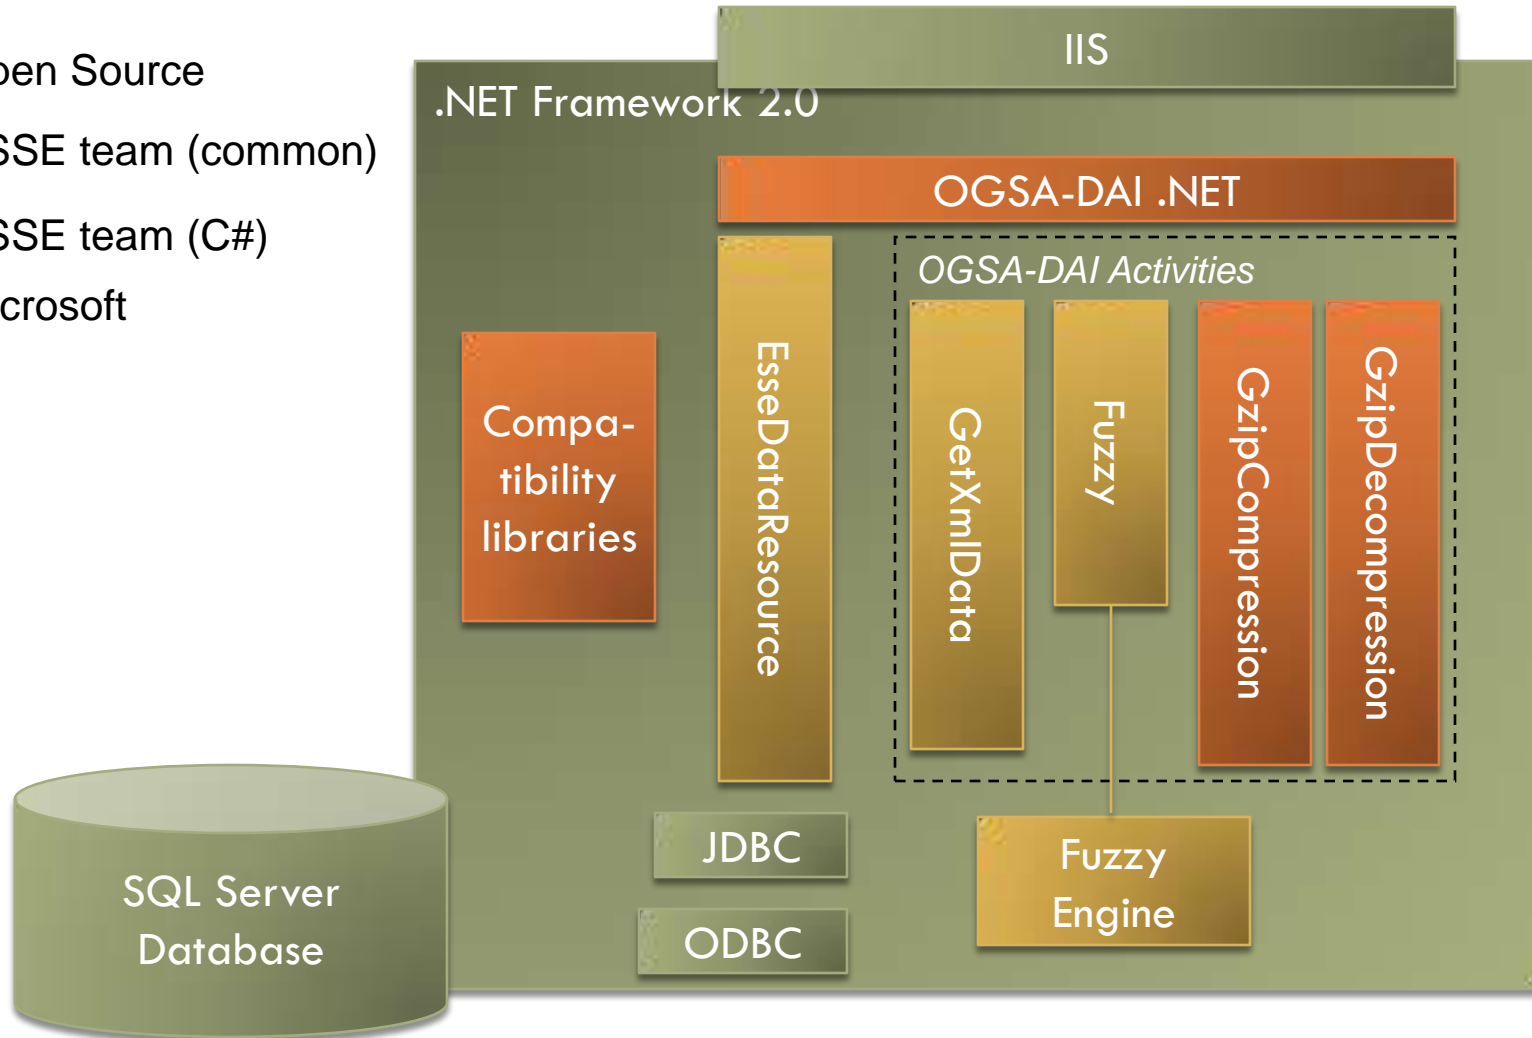 pen Source
SSE team (common)
SSE team (C#)
crosoft
IIS
.NET Framework 2.0
OGSA-DAI .NET
OGSA-DAI Activities
Compa-
tibility
libraries
EsseDataResource
GetXmlData
Fuzzy
GzipCompression
GzipDecompression
JDBC
ODBC
Fuzzy
Engine
SQL Server
Database